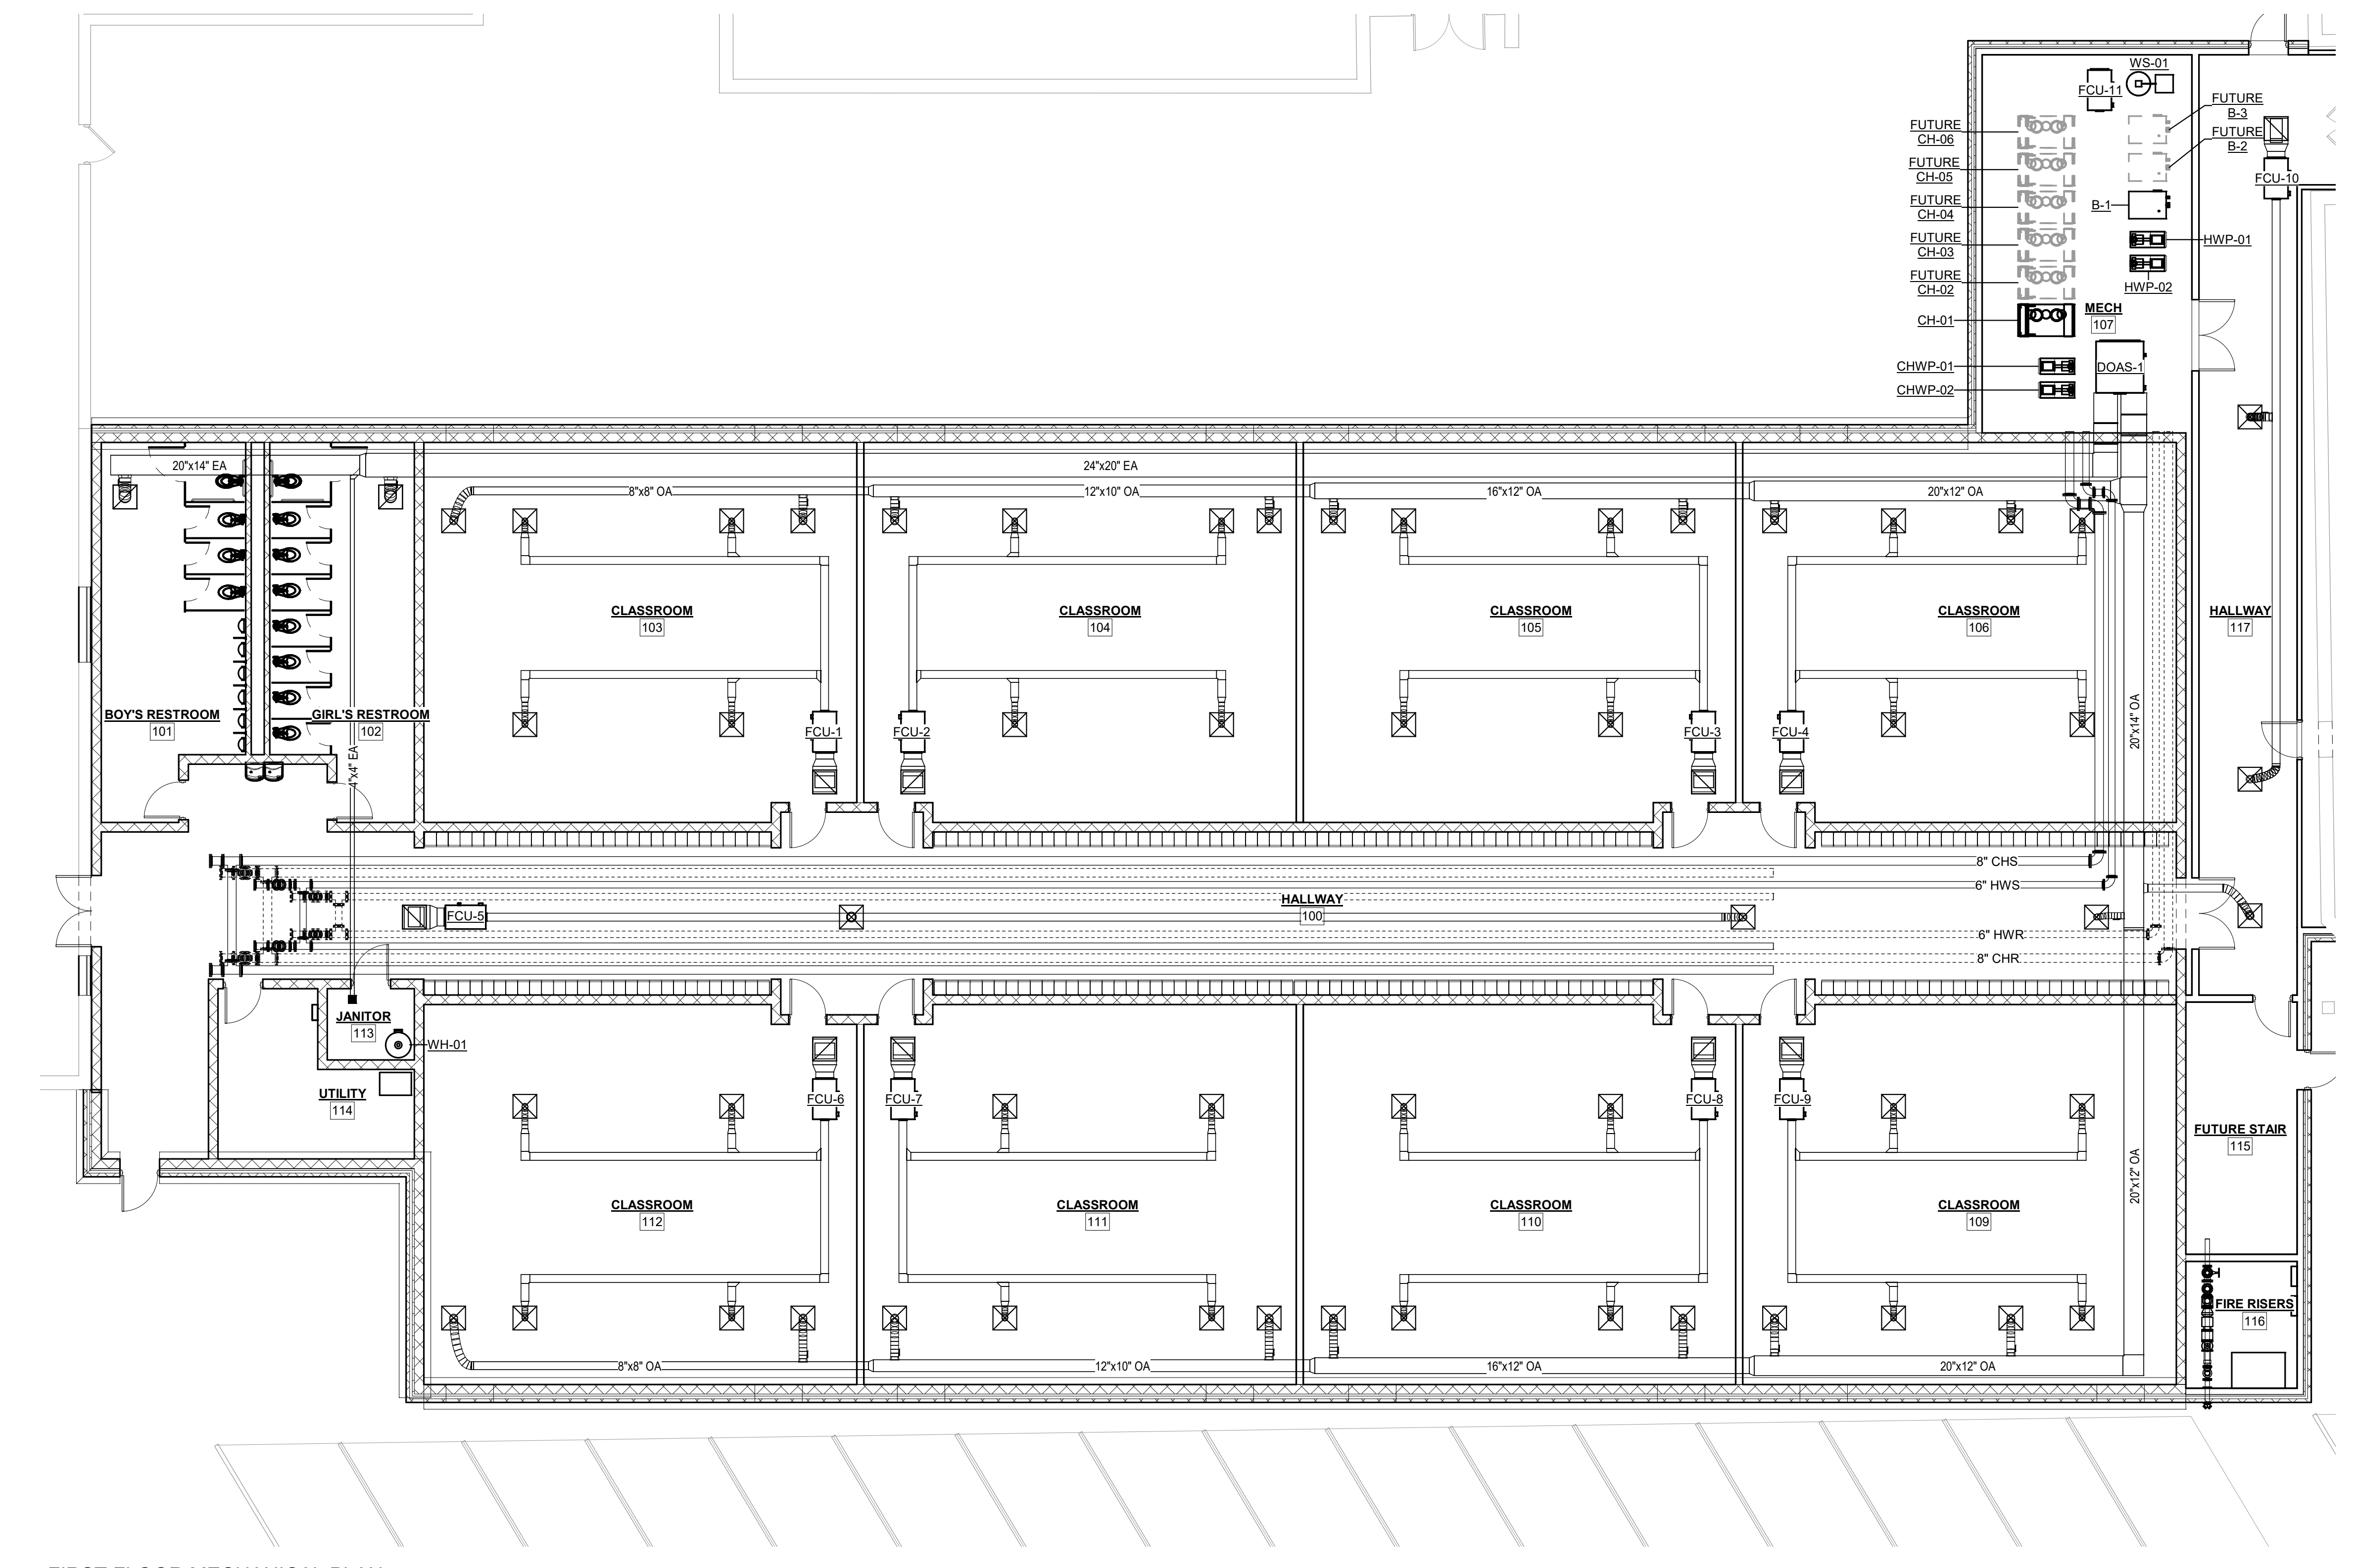 WS-01
FCU-11
FUTURE
B-3
FUTURE
B-2
FUTURE
CH-06
FUTURE
CH-05
FCU-10
FUTURE
CH-04
B-1
FUTURE
CH-03
HWP-01
FUTURE
CH-02
HWP-02
CH-01
MECH
107
CHWP-01
DOAS-1
CHWP-02
20"x14" EA
24"x20" EA
8"x8" OA
12"x10" OA
16"x12" OA
20"x12" OA
CLASSROOM
103
CLASSROOM
104
CLASSROOM
105
CLASSROOM
106
HALLWAY
117
BOY'S RESTROOM
101
GIRL'S RESTROOM
102
FCU-1
FCU-2
FCU-3
FCU-4
20"x14" OA
4"x4" EA
8" CHS
6" HWS
HALLWAY
100
FCU-5
6" HWR
8" CHR
JANITOR
113
WH-01
UTILITY
114
FCU-6
FCU-7
FCU-8
FCU-9
FUTURE STAIR
115
20"x12" OA
CLASSROOM
112
CLASSROOM
111
CLASSROOM
110
CLASSROOM
109
FIRE RISERS
116
8"x8" OA
12"x10" OA
16"x12" OA
20"x12" OA
FIRST FLOOR MECHANICAL PLAN